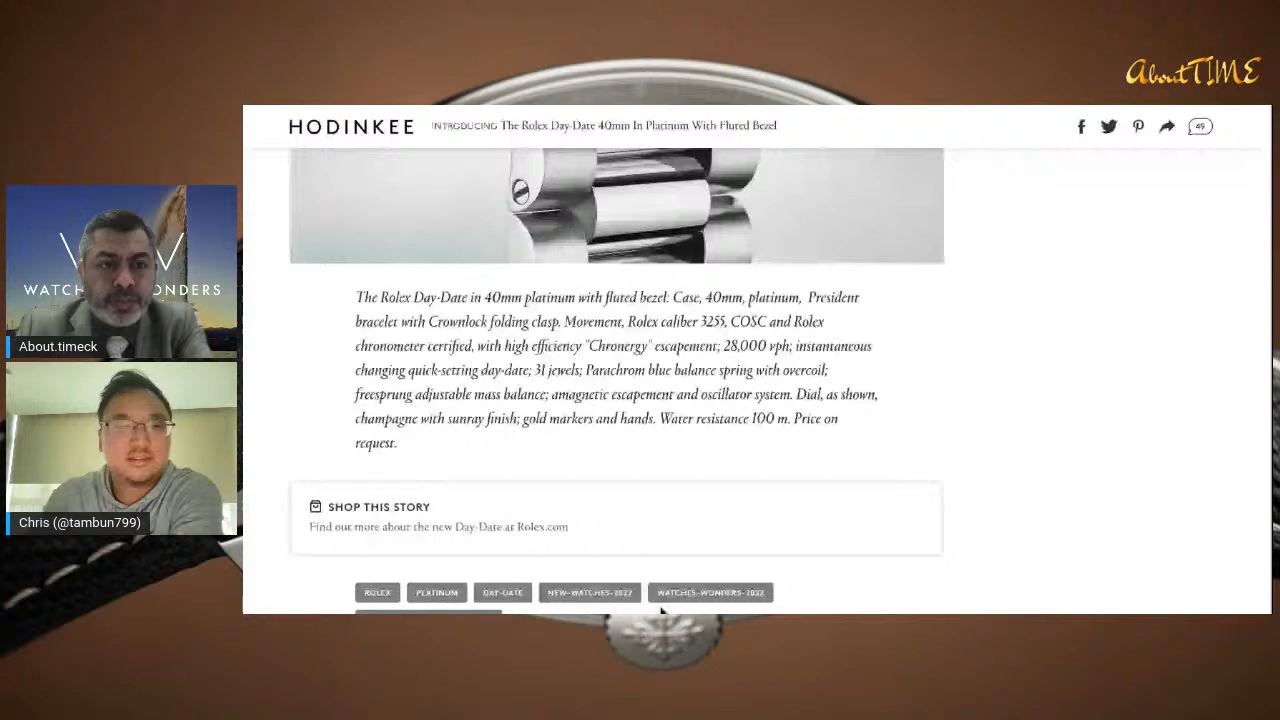 AboutTIME
HODINKEE INTRODUCING The Rolex Day-Date 40mm In Platinum With Fluted Bezel 49
WATCH ONDERS
About.timeck
Chris (@tambun799)
The Rolex Day-Date in 40mm platinum with fluted bezel: Case, 40mm, platinum, President
bracelet with Crownlock folding clasp. Movement, Rolex caliber 3255, COSC and Rolex
chronometer certified, with high efficiency "Chronergy" escapement; 28,000 vph; instantaneous
changing quick-setting day-date; 31 jewels; Parachrom blue balance spring with overcoil;
freesprung adjustable mass balance; amagnetic escapement and oscillator system. Dial, as shown,
champagne with sunray finish; gold markers and hands. Water resistance 100 m. Price on
request.
SHOP THIS STORY
Find out more about the new Day-Date at Rolex.com
ROLEX PLATINUM DAY-DATE NEW-WATCHES-2022 WATCHES-WONDERS-2022